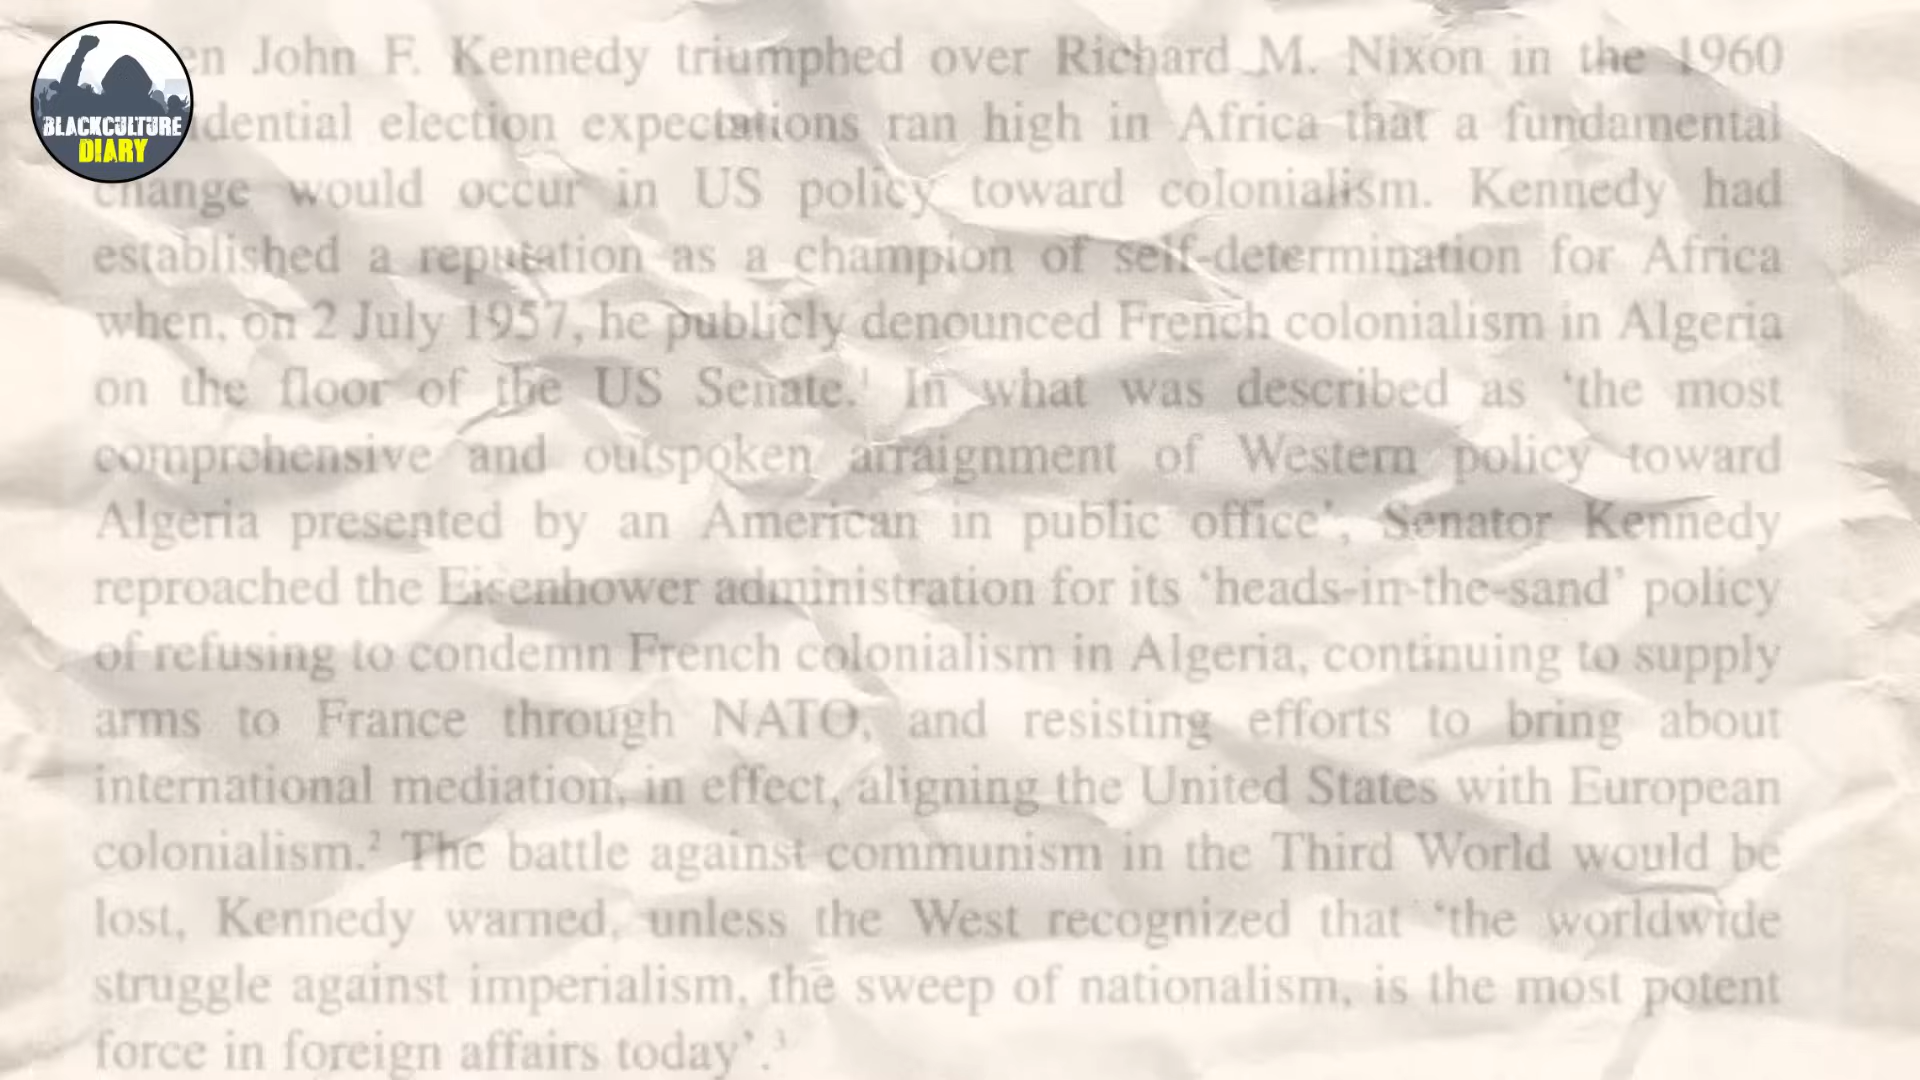 BLACKCULTURE
DIARY
en John F. Kennedy triumphed over Richard M. Nixon in the 1960
dential election expectations ran high in Africa that a fundamental
change would occur in US policy toward colonialism. Kennedy had
established a reputation as a champion of self-determination for Africa
when, on 2 July 1957, he publicly denounced French colonialism in Algeria
on the floor of the US Senate.¹ In what was described as ‘the most
comprehensive and outspoken arraignment of Western policy toward
Algeria presented by an American in public office’, Senator Kennedy
reproached the Eisenhower administration for its ‘heads-in-the-sand’ policy
of refusing to condemn French colonialism in Algeria, continuing to supply
arms to France through NATO, and resisting efforts to bring about
international mediation, in effect, aligning the United States with European
colonialism.² The battle against communism in the Third World would be
lost, Kennedy warned, unless the West recognized that ‘the worldwide
struggle against imperialism, the sweep of nationalism, is the most potent
force in foreign affairs today’.³